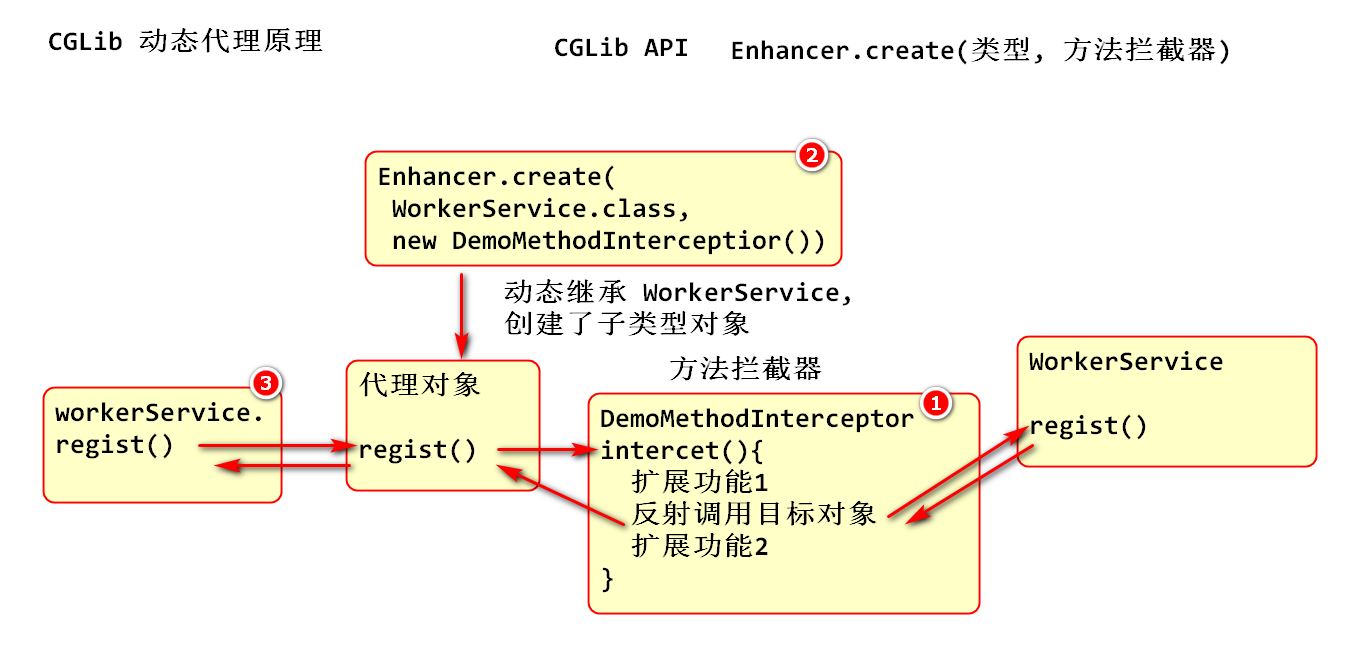 CGLib 动态代理原理
CGLib API Enhancer.create(类型, 方法拦截器)
2
Enhancer.create(
WorkerService.class,
new DemoMethodInterceptior())
动态继承 WorkerService,
创建了子类型对象
3
workerService.
regist()
代理对象
regist()
方法拦截器
1
DemoMethodInterceptor
intercet(){
扩展功能1
反射调用目标对象
扩展功能2
}
WorkerService
regist()